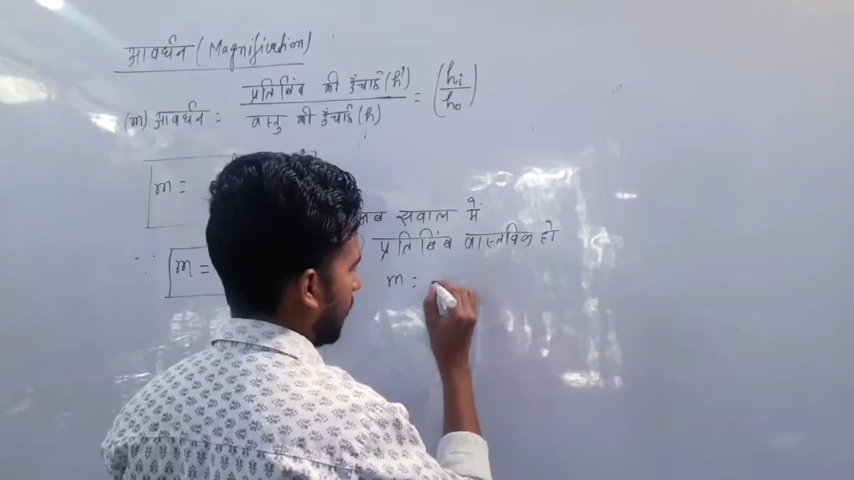 आवर्धन (Magnification)
प्रतिबिंब की ऊंचाई (h')
(m) आवर्धन : वस्तु की ऊंचाई (h) = (hi/ho)
m =
जब सवाल में
प्रतिबिंब वास्तविक हो
m = m :